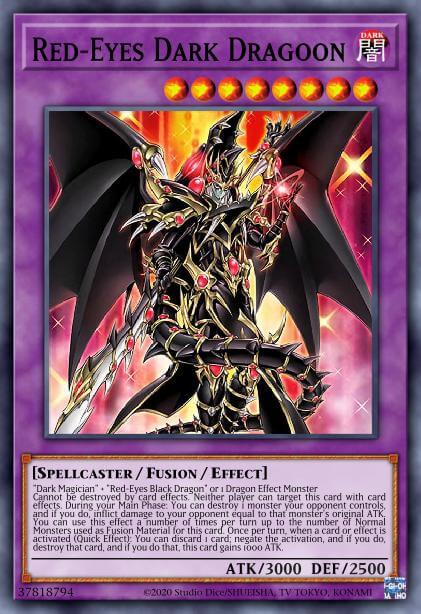 Red-Eyes Dark Dragoon
DARK
闇
[Spellcaster / Fusion / Effect]
"Dark Magician" + "Red-Eyes Black Dragon" or 1 Dragon Effect Monster
Cannot be destroyed by card effects. Neither player can target this card with card
effects. During your Main Phase: You can destroy 1 monster your opponent controls,
and if you do, inflict damage to your opponent equal to that monster's original ATK.
You can use this effect a number of times per turn up to the number of Normal
Monsters used as Fusion Material for this card. Once per turn, when a card or effect is
activated (Quick Effect): You can discard 1 card; negate the activation, and if you do,
destroy that card, and if you do that, this card gains 1000 ATK.
ATK/3000 DEF/2500
37818794
©2020 Studio Dice/SHUEISHA, TV TOKYO, KONAMI